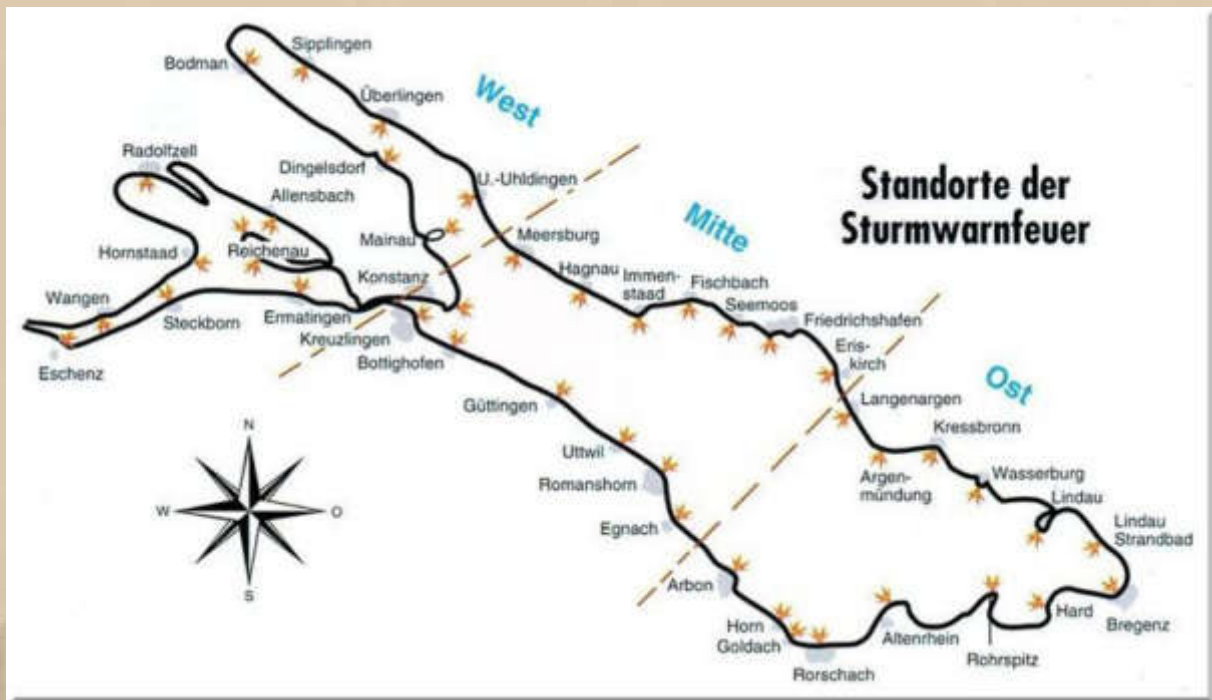 Sipplingen
Bodman
West
Überlingen
Radolfzell
Dingelsdorf
U.-Uhldingen
Standorte der
Sturmwarnfeuer
Allensbach
Mitte
Mainau
Meersburg
Hornstaad
Reichenau
Hagnau
Immen-
staad
Fischbach
Konstanz
Seemoos
Wangen
Steckborn
Ermatingen
Friedrichshafen
Kreuzlingen
Eris-
kirch
Bottighofen
Eschenz
Ost
Güttingen
Langenargen
N
Kressbronn
Uttwil
Argen-
mündung
Wasserburg
Romanshorn
Lindau
W
O
Egnach
Lindau
Strandbad
Arbon
S
Horn
Goldach
Altenrhein
Hard
Bregenz
Rohrspitz
Rorschach